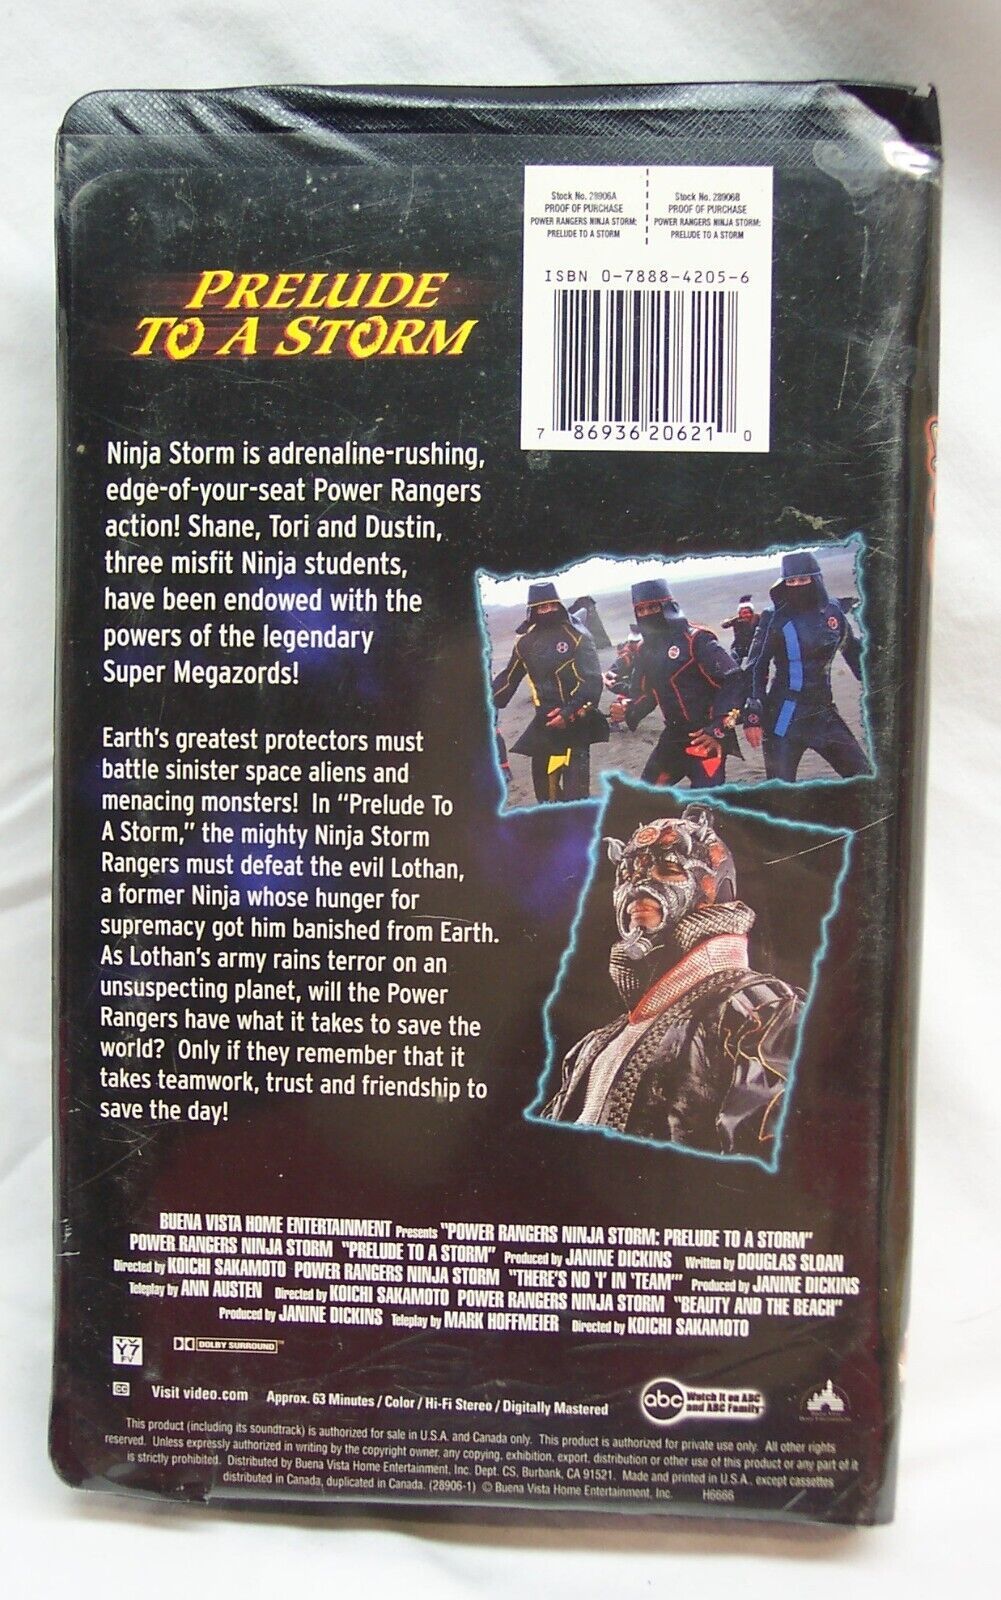 Stock No. 28906A
PROOF OF PURCHASE
POWER RANGERS NINJA STORM:
PRELUDE TO A STORM
Stock No. 28906B
PROOF OF PURCHASE
POWER RANGERS NINJA STORM:
PRELUDE TO A STORM
ISBN 0-7888-4205-6
7 86936 20621 0
PRELUDE
TO A STORM
Ninja Storm is adrenaline-rushing,
edge-of-your-seat Power Rangers
action! Shane, Tori and Dustin,
three misfit Ninja students,
have been endowed with the
powers of the legendary
Super Megazords!
Earth's greatest protectors must
battle sinister space aliens and
menacing monsters! In "Prelude To
A Storm," the mighty Ninja Storm
Rangers must defeat the evil Lothan,
a former Ninja whose hunger for
supremacy got him banished from Earth.
As Lothan's army rains terror on an
unsuspecting planet, will the Power
Rangers have what it takes to save the
world? Only if they remember that it
takes teamwork, trust and friendship to
save the day!
BUENA VISTA HOME ENTERTAINMENT Presents "POWER RANGERS NINJA STORM: PRELUDE TO A STORM"
POWER RANGERS NINJA STORM "PRELUDE TO A STORM" Produced by JANINE DICKINS Written by DOUGLAS SLOAN
Directed by KOICHI SAKAMOTO POWER RANGERS NINJA STORM "THERE'S NO 'I' IN 'TEAM'" Produced by JANINE DICKINS
Teleplay by ANN AUSTEN Directed by KOICHI SAKAMOTO POWER RANGERS NINJA STORM "BEAUTY AND THE BEACH"
Produced by JANINE DICKINS Teleplay by MARK HOFFMEIER Directed by KOICHI SAKAMOTO
Y7
FV
DOLBY SURROUND™
CC Visit video.com Approx. 63 Minutes / Color / Hi-Fi Stereo / Digitally Mastered
abc Watch it on ABC
and ABC Family
This product (including its soundtrack) is authorized for sale in U.S.A. and Canada only. This product is authorized for private use only. All other rights
reserved. Unless expressly authorized in writing by the copyright owner, any copying, exhibition, export, distribution or other use of this product or any part of it
is strictly prohibited. Distributed by Buena Vista Home Entertainment, Inc. Dept. CS, Burbank, CA 91521. Made and printed in U.S.A., except cassettes
distributed in Canada, duplicated in Canada. (28906-1) © Buena Vista Home Entertainment, Inc. H6666